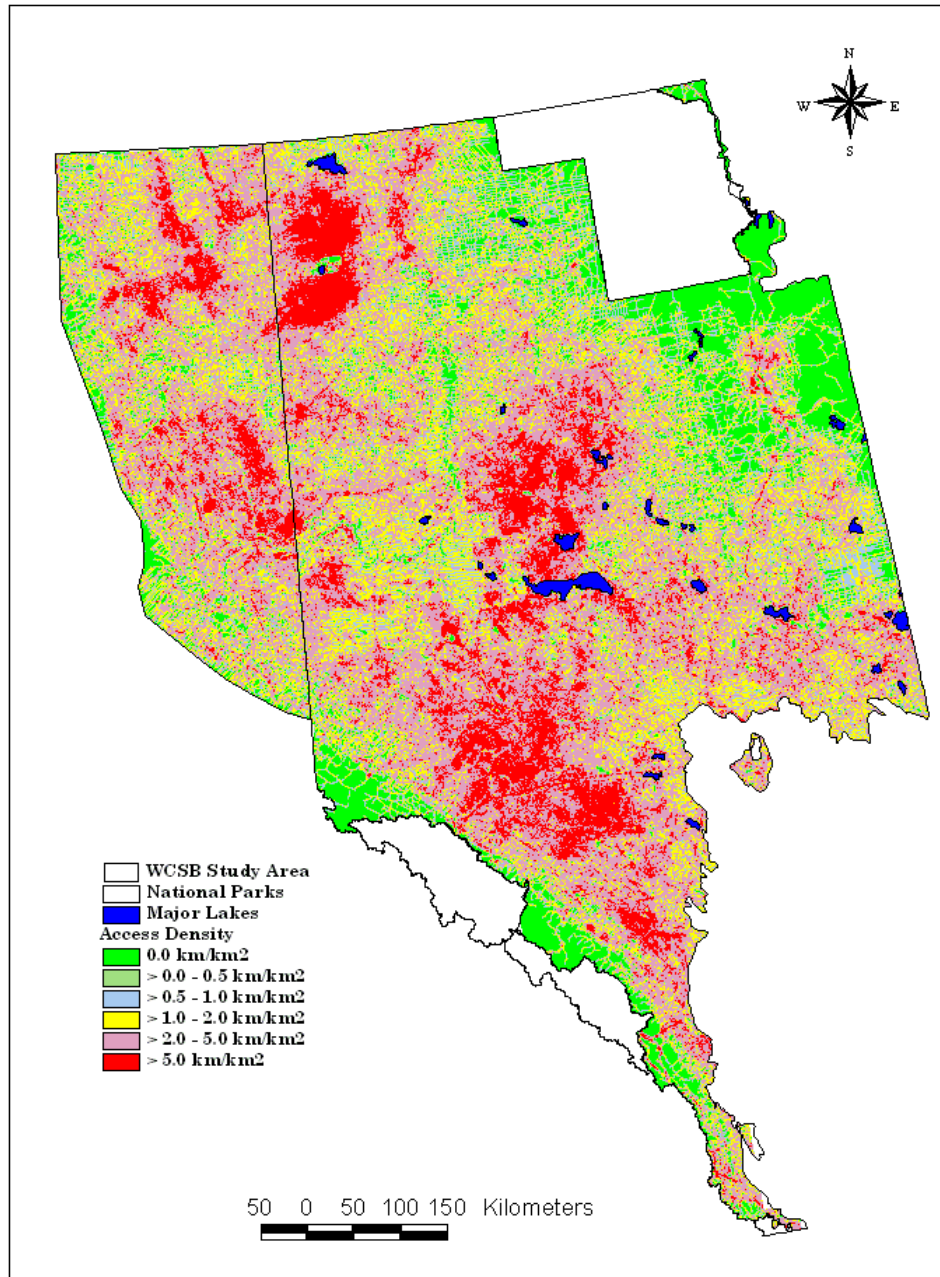 N
W E
S
WCSB Study Area
National Parks
Major Lakes
Access Density
0.0 km/km2
> 0.0 - 0.5 km/km2
> 0.5 - 1.0 km/km2
> 1.0 - 2.0 km/km2
> 2.0 - 5.0 km/km2
> 5.0 km/km2
50 0 50 100 150 Kilometers